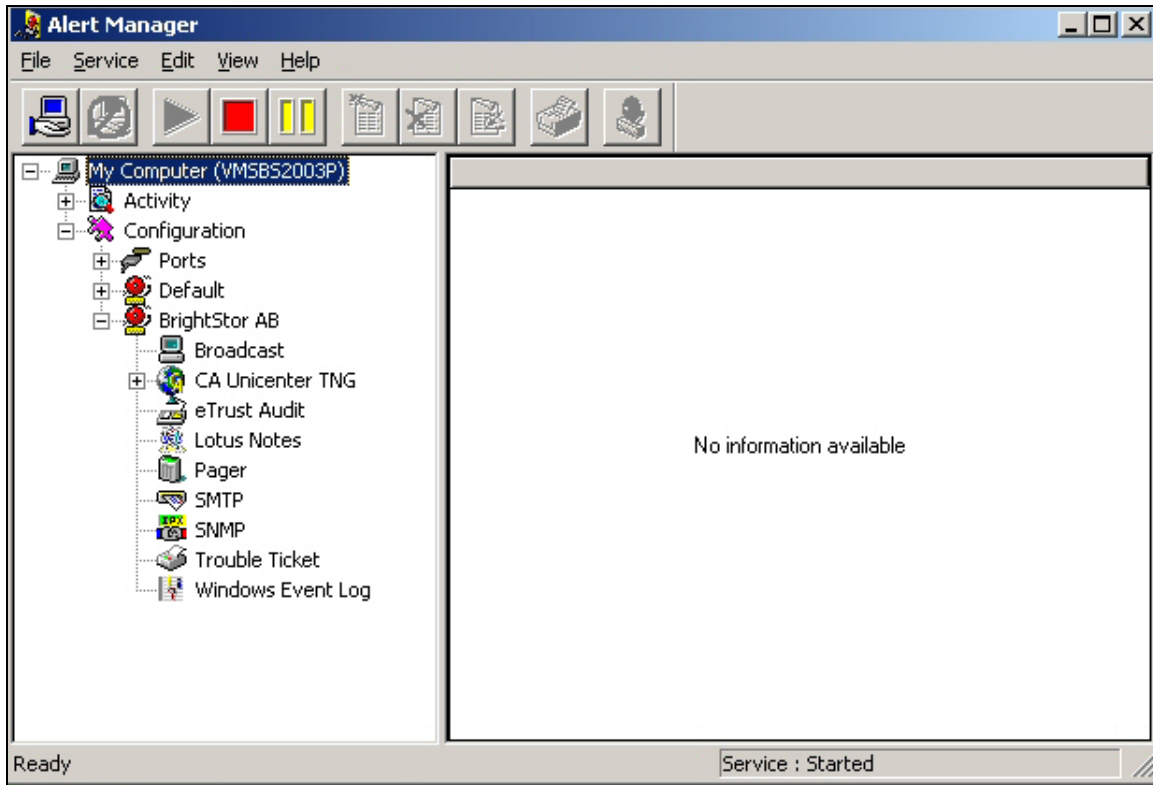 Alert Manager
File Service Edit View Help
My Computer (VMSBS2003P)
Activity
Configuration
Ports
Default
BrightStor AB
Broadcast
CA Unicenter TNG
eTrust Audit
Lotus Notes
Pager
SMTP
IPX
SNMP
Trouble Ticket
Windows Event Log
No information available
Ready
Service : Started